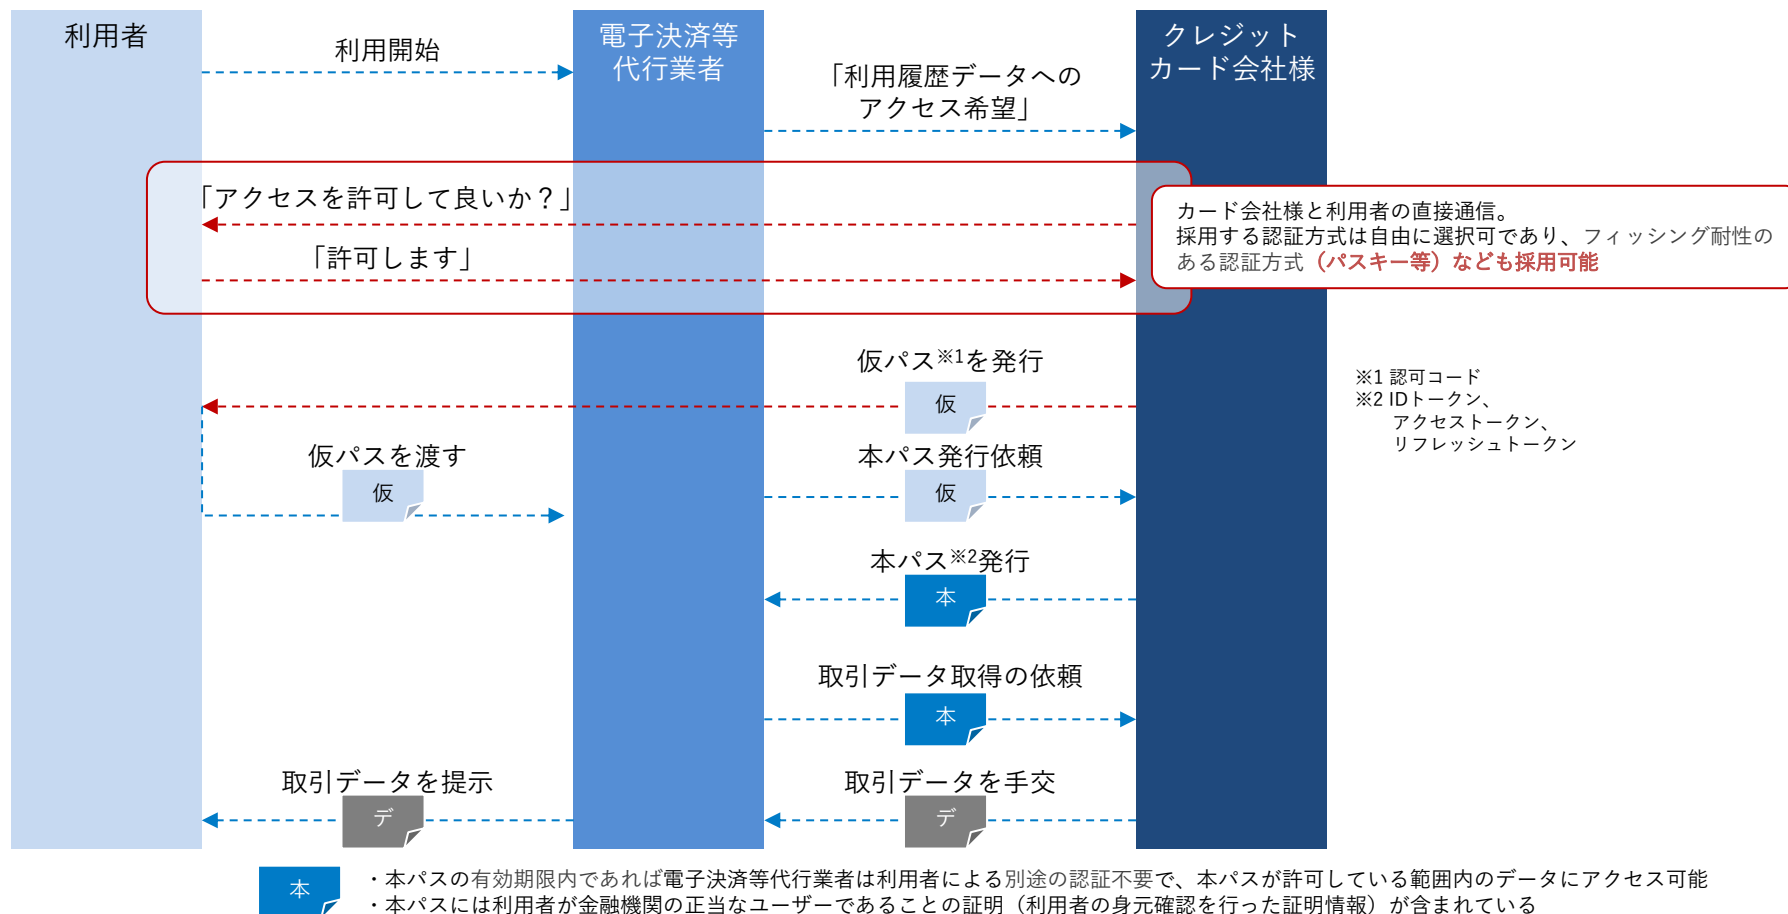 利用者
電子決済等
代行業者
クレジット
カード会社様
利用開始
「利用履歴データへの
アクセス希望」
「アクセスを許可して良いか？」
「許可します」
カード会社様と利用者の直接通信。
採用する認証方式は自由に選択可であり、フィッシング耐性の
ある認証方式（パスキー等）なども採用可能
仮パス※1を発行
仮
※1 認可コード
※2 IDトークン、
アクセストークン、
リフレッシュトークン
仮パスを渡す
仮
本パス発行依頼
仮
本パス※2発行
本
取引データ取得の依頼
本
取引データを提示
デ
取引データを手交
デ
本
・本パスの有効期限内であれば電子決済等代行業者は利用者による別途の認証不要で、本パスが許可している範囲内のデータにアクセス可能
・本パスには利用者が金融機関の正当なユーザーであることの証明（利用者の身元確認を行った証明情報）が含まれている